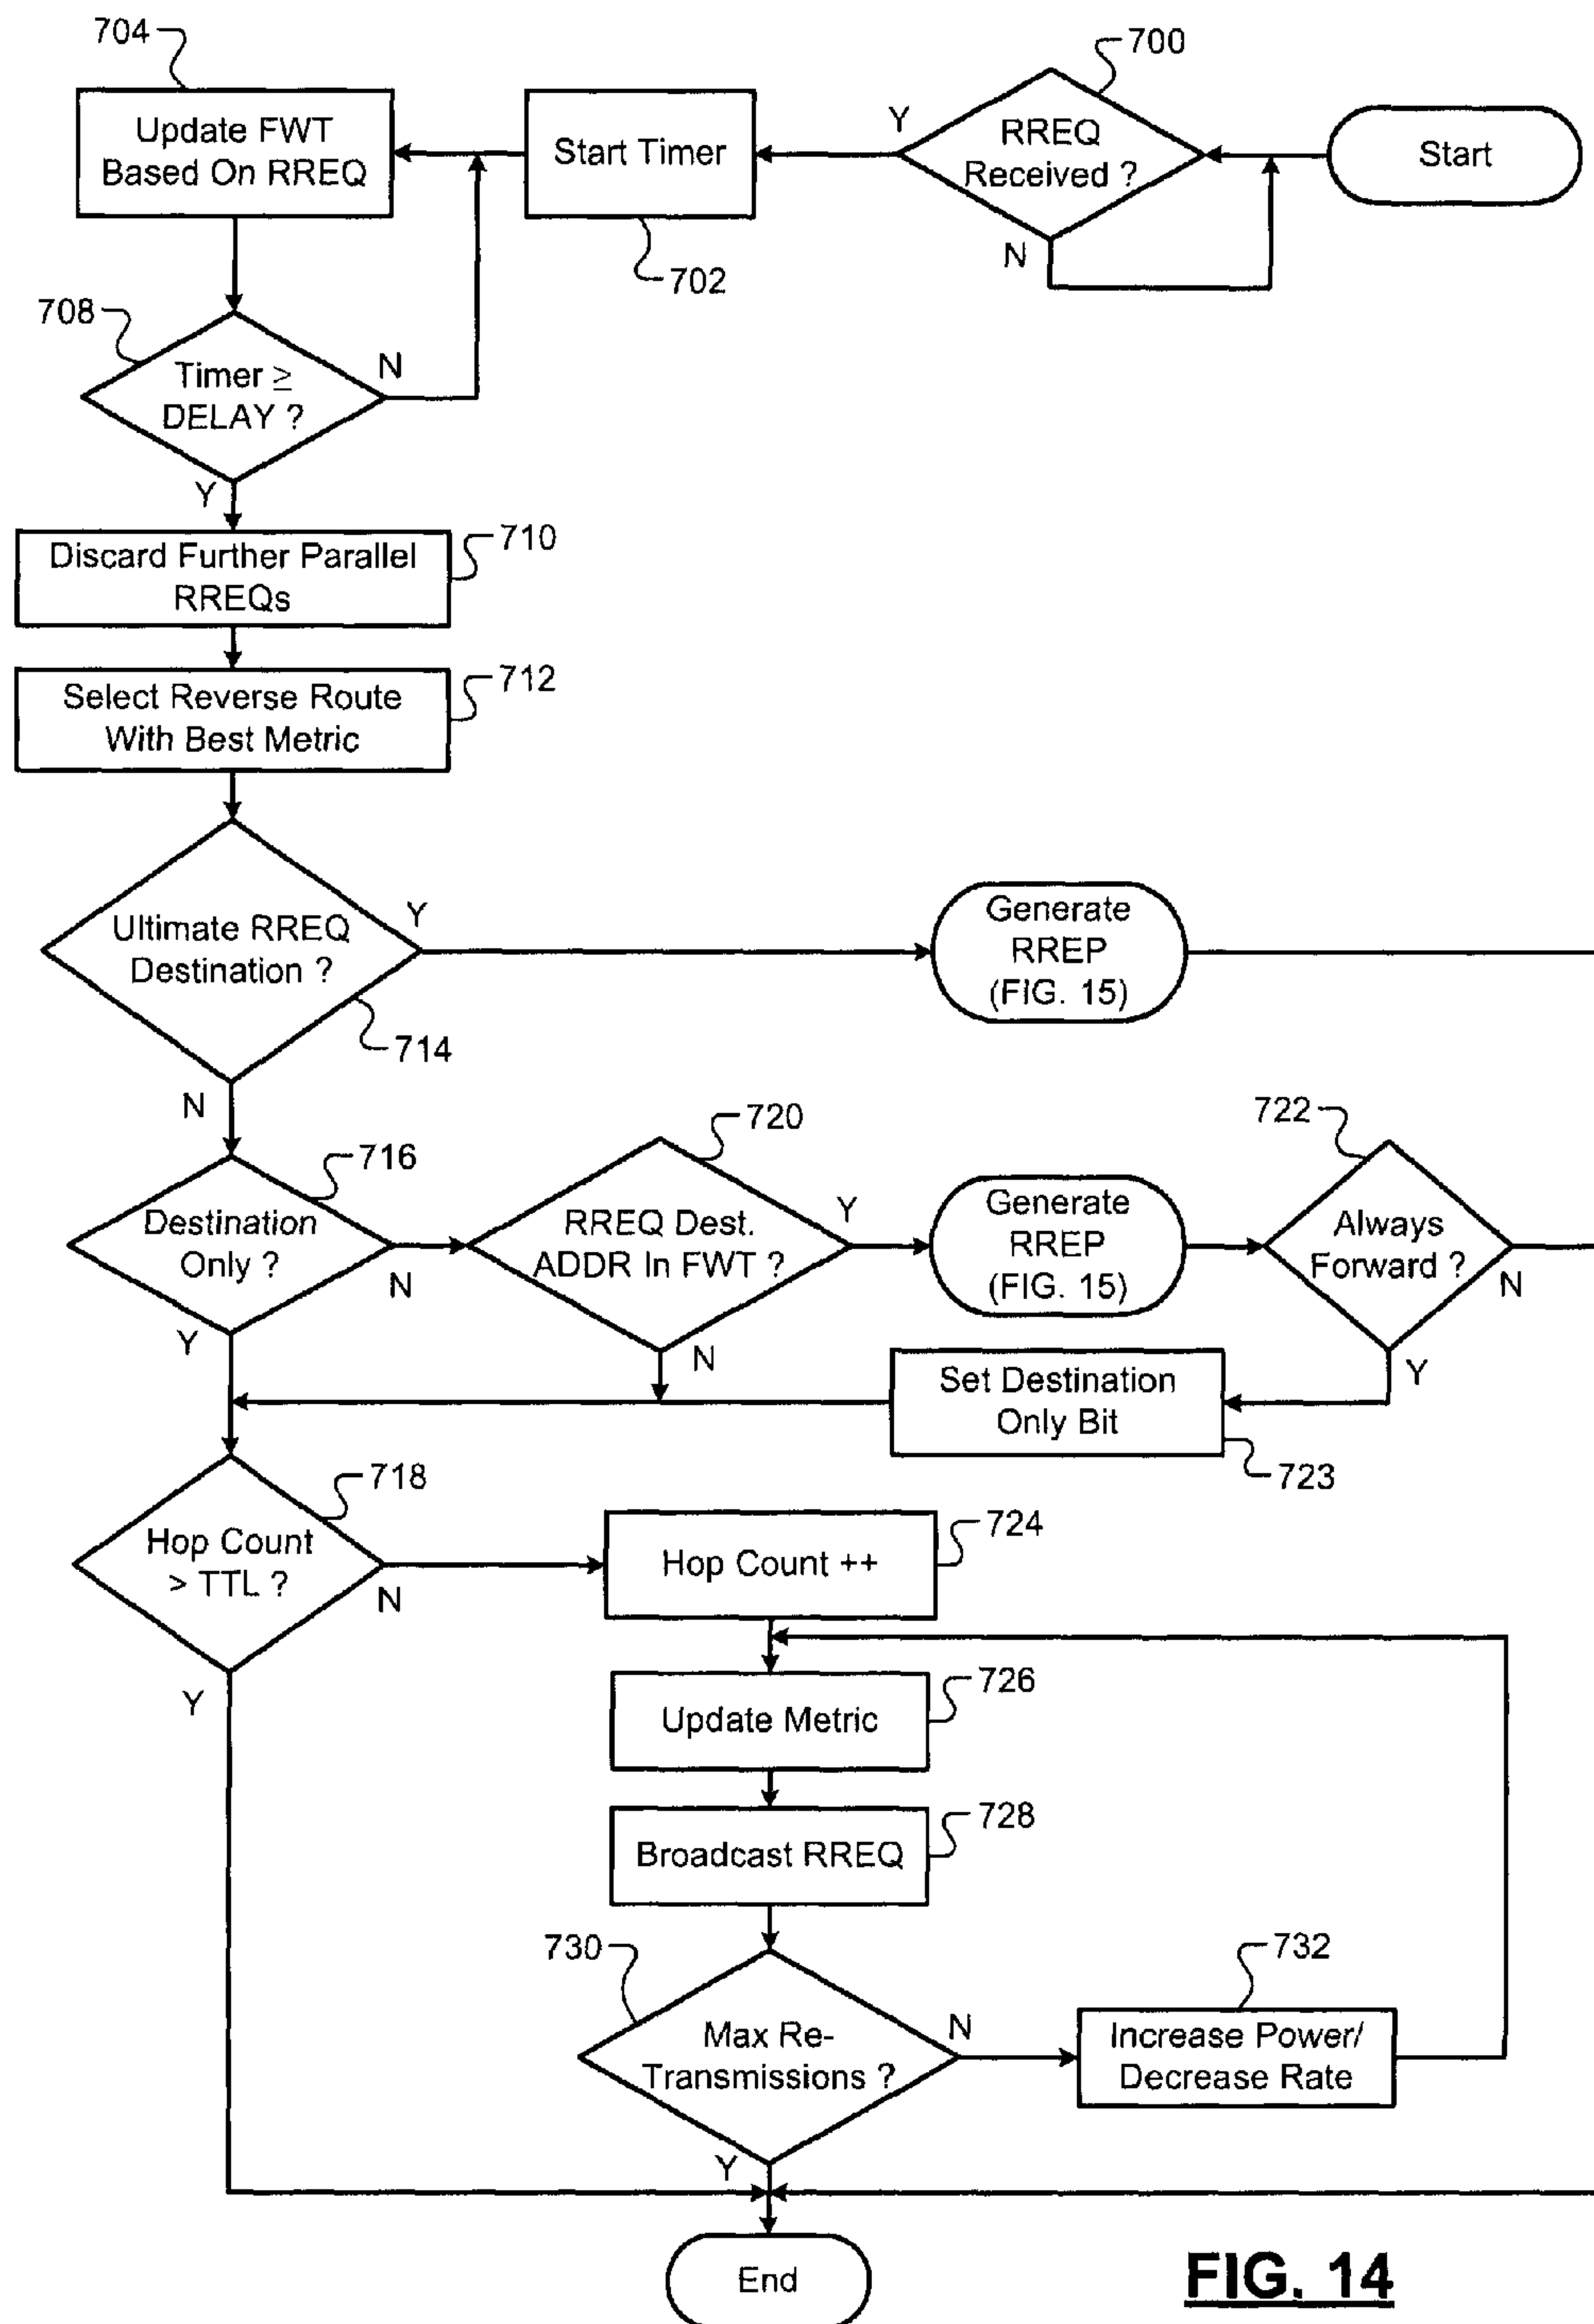 704
700
Update FWT
Based On RREQ
Start Timer
Y
RREQ
Received ?
Start
N
702
708
Timer ≥
DELAY ?
N
Y
Discard Further Parallel
RREQs
710
Select Reverse Route
With Best Metric
712
Ultimate RREQ
Destination ?
Y
714
N
Generate
RREP
(FIG. 15)
716
Destination
Only ?
N
Y
720
RREQ Dest.
ADDR In FWT ?
Y
N
Generate
RREP
(FIG. 15)
722
Always
Forward ?
N
Y
Set Destination
Only Bit
723
718
Hop Count
> TTL ?
N
Y
Hop Count ++
724
Update Metric
726
Broadcast RREQ
728
730
Max Re-
Transmissions ?
N
Y
732
Increase Power/
Decrease Rate
End
FIG. 14